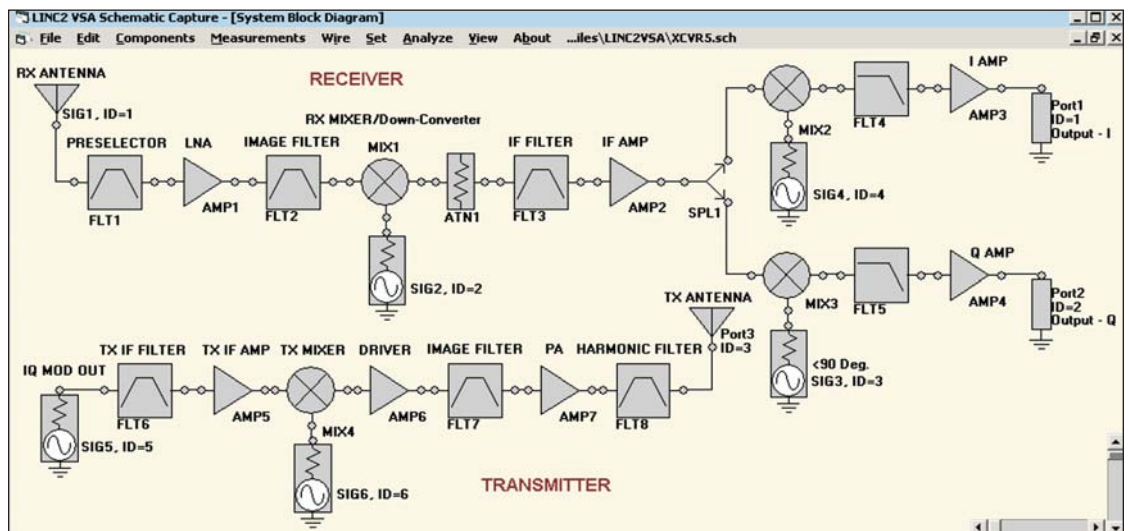 LINC2 VSA Schematic Capture - [System Block Diagram]
File Edit Components Measurements Wire Set Analyze View About ...iles\LINC2VSA\XCVR5.sch
RX ANTENNA
RECEIVER
SIG1, ID=1
RX MIXER/Down-Converter
PRESELECTOR LNA IMAGE FILTER
MIX1
IF FILTER IF AMP
FLT1
AMP1
FLT2
ATN1
FLT3
AMP2
SPL1
SIG2, ID=2
MIX2
FLT4
I AMP
AMP3
Port1
ID=1
Output - I
SIG4, ID=4
MIX3
FLT5
Q AMP
AMP4
Port2
ID=2
Output - Q
<90 Deg.
SIG3, ID=3
TX ANTENNA
Port3
ID=3
IQ MOD OUT
TX IF FILTER TX IF AMP TX MIXER DRIVER IMAGE FILTER PA HARMONIC FILTER
SIG5, ID=5
FLT6
AMP5
MIX4
AMP6
FLT7
AMP7
FLT8
SIG6, ID=6
TRANSMITTER